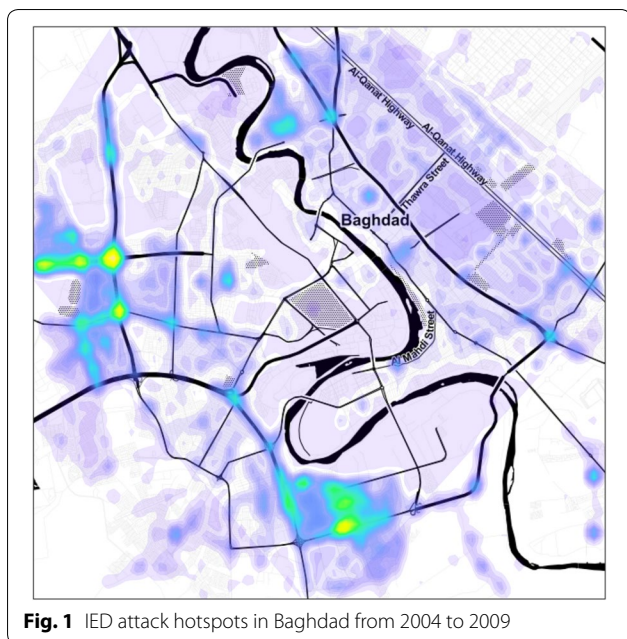 Al-Qanat Highway
Al-Qanat Highway
Thawra Street
Baghdad
Al Mahdi Street
Fig. 1 IED attack hotspots in Baghdad from 2004 to 2009